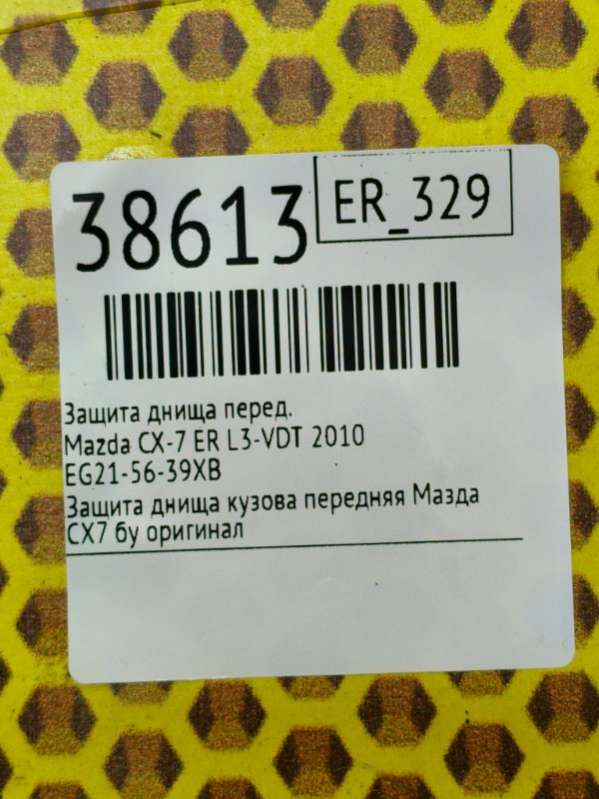 38613 ER_329
Защита днища перед.
Mazda CX-7 ER L3-VDT 2010
EG21-56-39XB
Защита днища кузова передняя Мазда
СХ7 бу оригинал